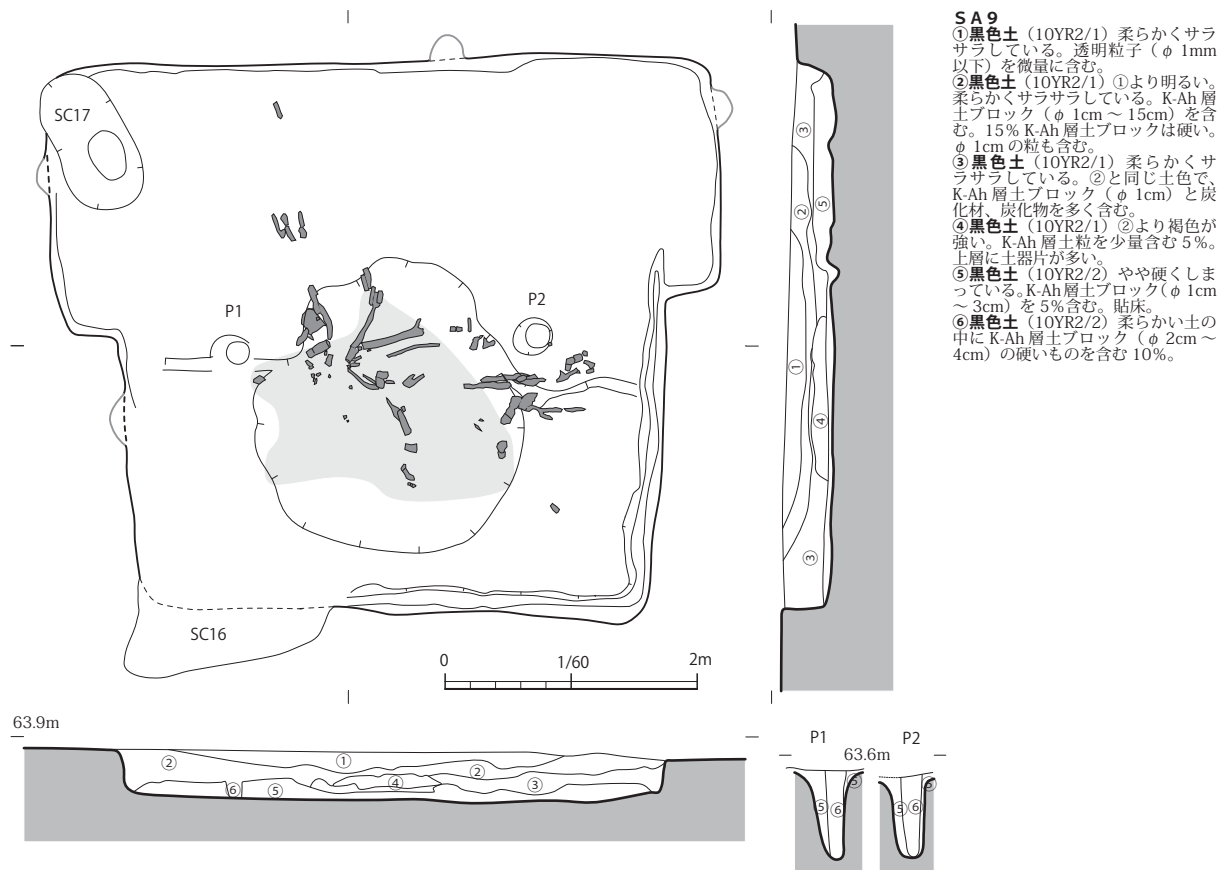 SA9
①黒色土（10YR2/1）柔らかくサラ
サラしている。透明粒子（φ 1mm
以下）を微量に含む。
②黒色土（10YR2/1）①より明るい。
柔らかくサラサラしている。K-Ah 層
土ブロック（φ 1cm ～ 15cm）を含
む。15% K-Ah 層土ブロックは硬い。
φ 1cm の粒も含む。
③黒色土（10YR2/1）柔らかくサ
ラサラしている。②と同じ土色で、
K-Ah 層土ブロック（φ 1cm）と炭
化材、炭化物を多く含む。
④黒色土（10YR2/1）②より褐色が
強い。K-Ah 層土粒を少量含む 5%。
上層に土器片が多い。
⑤黒色土（10YR2/2）やや硬くしま
っている。K-Ah 層土ブロック（φ 1cm
～ 3cm）を 5%含む。貼床。
⑥黒色土（10YR2/2）柔らかい土の
中に K-Ah 層土ブロック（φ 2cm ～
4cm）の硬いものを含む 10%。
SC17
P1
P2
SC16
0 1/60 2m
③
② ⑤
①
④
③
63.9m
② ① ②
⑥ ⑤ ④ ③
P1 P2
63.6m
⑤ ⑥ ⑤
⑤ ⑥ ⑤